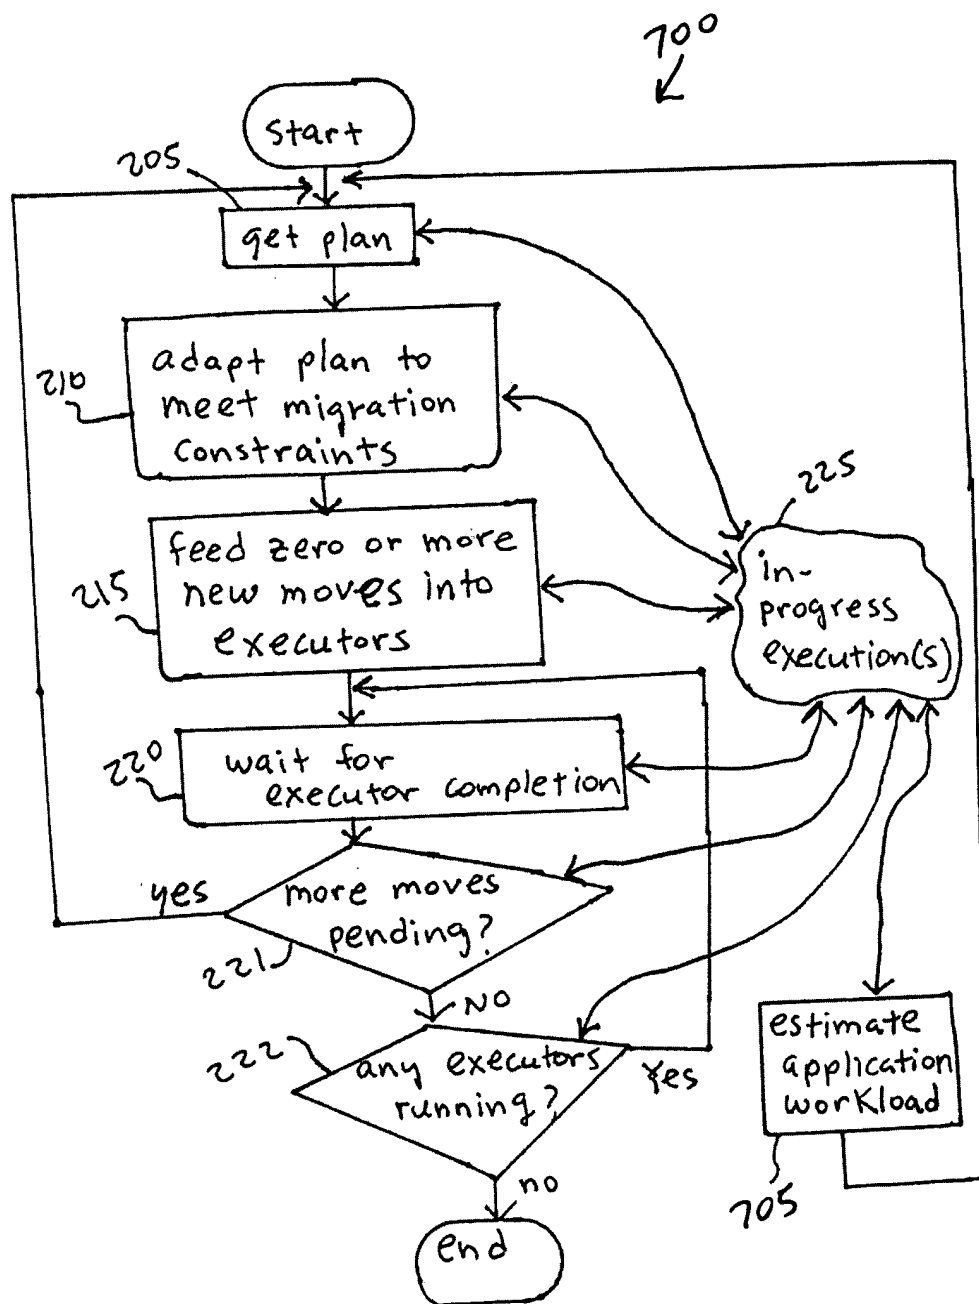 700
start
205
get plan
210
adapt plan to
meet migration
constraints
215
feed zero or more
new moves into
executors
225
in-
progress
execution(s)
220
wait for
executor completion
yes
more moves
pending?
221
NO
222
any executors
running?
Yes
no
end
estimate
application
workload
705